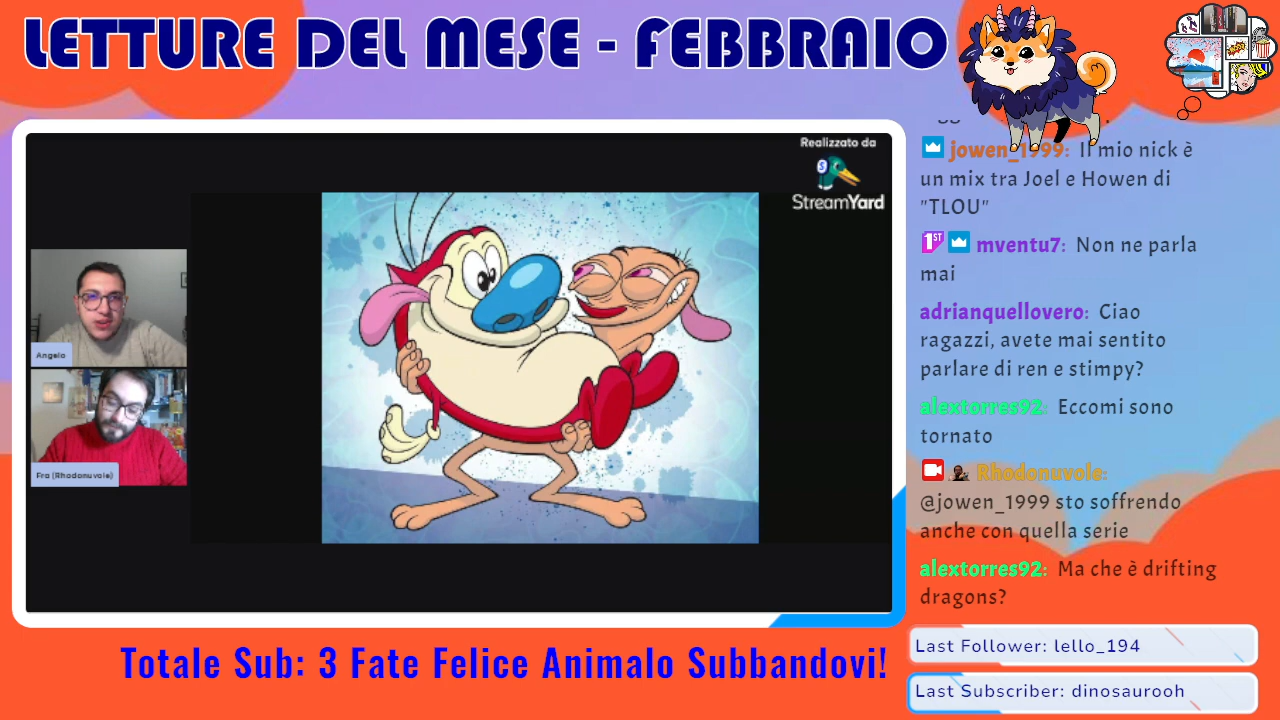 LETTURE DEL MESE - FEBBRAIO
Realizzato da
StreamYard
Angelo
Fra (Rhodonuvole)
jowen_1999: Il mio nick è
un mix tra Joel e Howen di
"TLOU"
1ST mventu7: Non ne parla
mai
adrianquellovero: Ciao
ragazzi, avete mai sentito
parlare di ren e stimpy?
alextorres92: Eccomi sono
tornato
Rhodonuvole:
@jowen_1999 sto soffrendo
anche con quella serie
alextorres92: Ma che è drifting
dragons?
Last Follower: lello_194
Last Subscriber: dinosaurooh
Totale Sub: 3 Fate Felice Animalo Subbandovi!